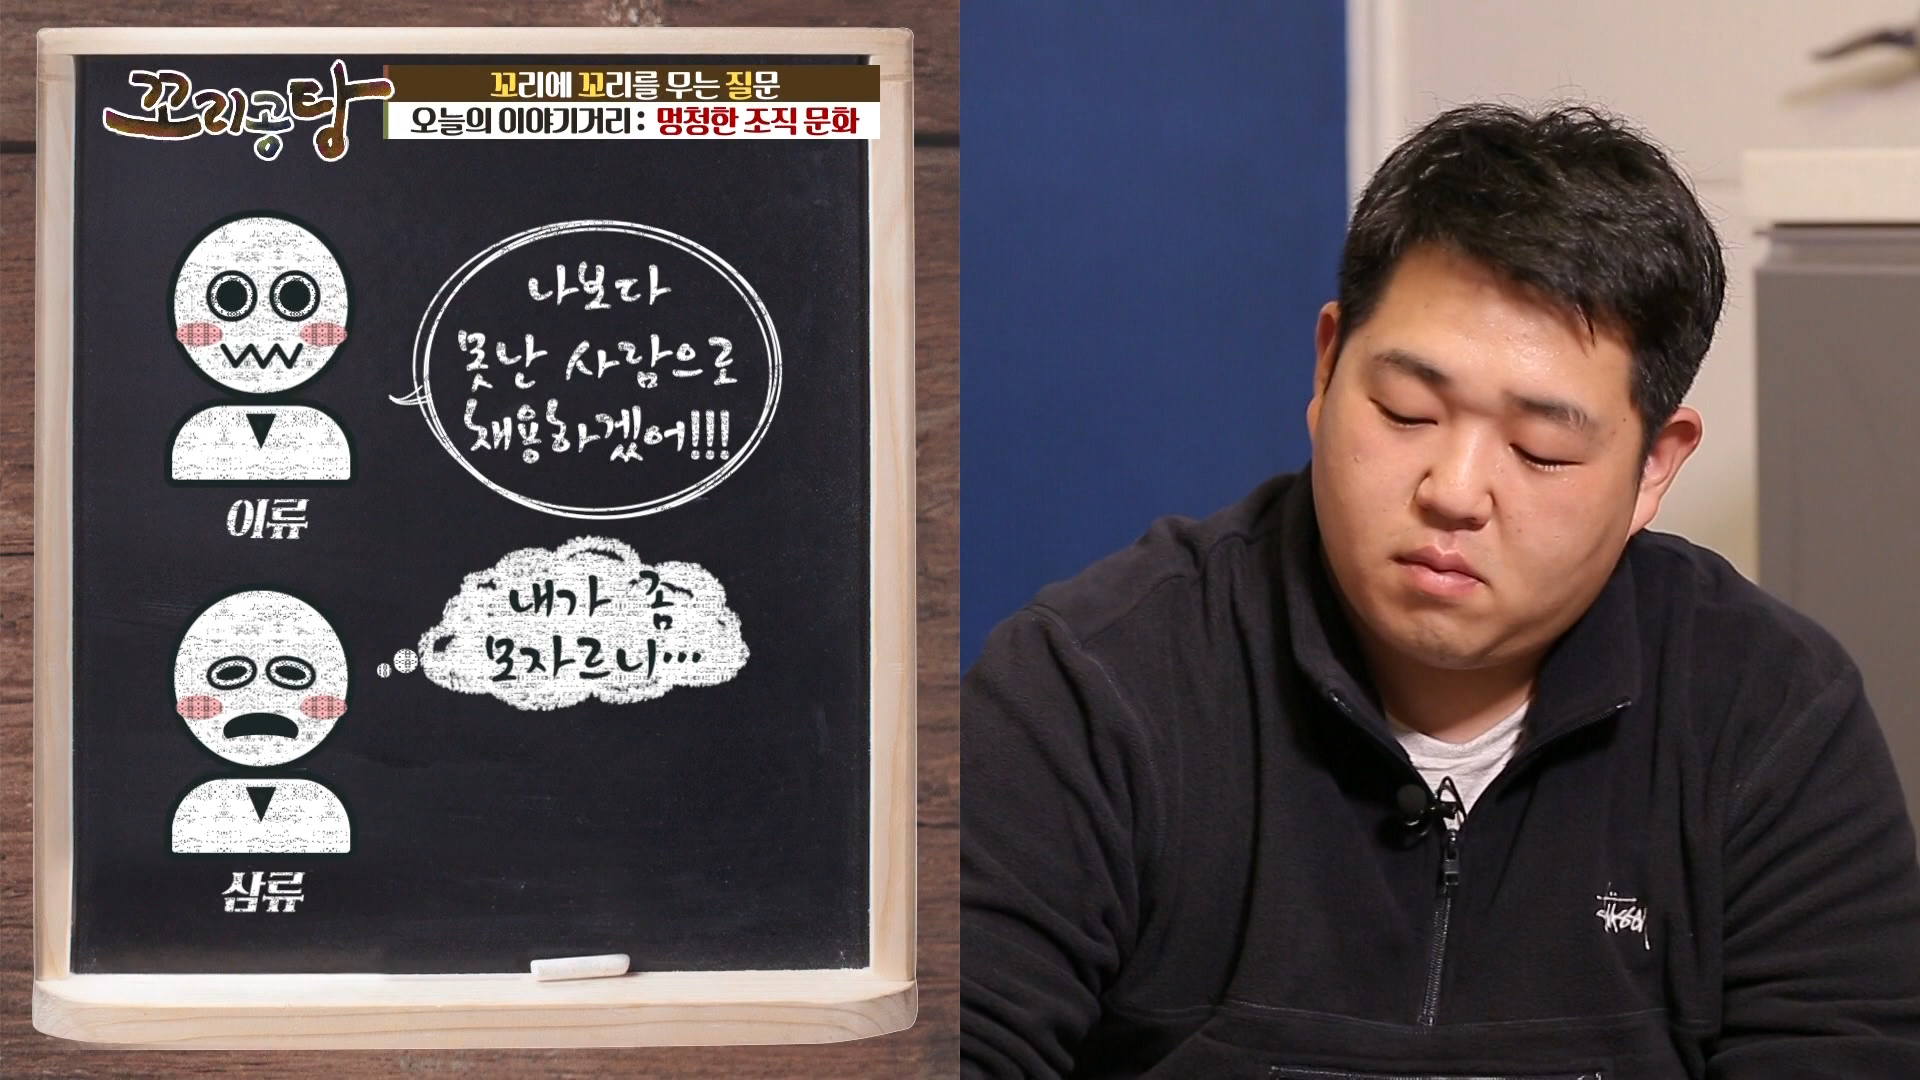 꼬리곰탕
꼬리에 꼬리를 무는 질문
오늘의 이야기거리 : 멍청한 조직 문화
나보다
못난 사람으로
채용하겠어!!!
이류
내가 좀
모자르니...
삼류
stüssy